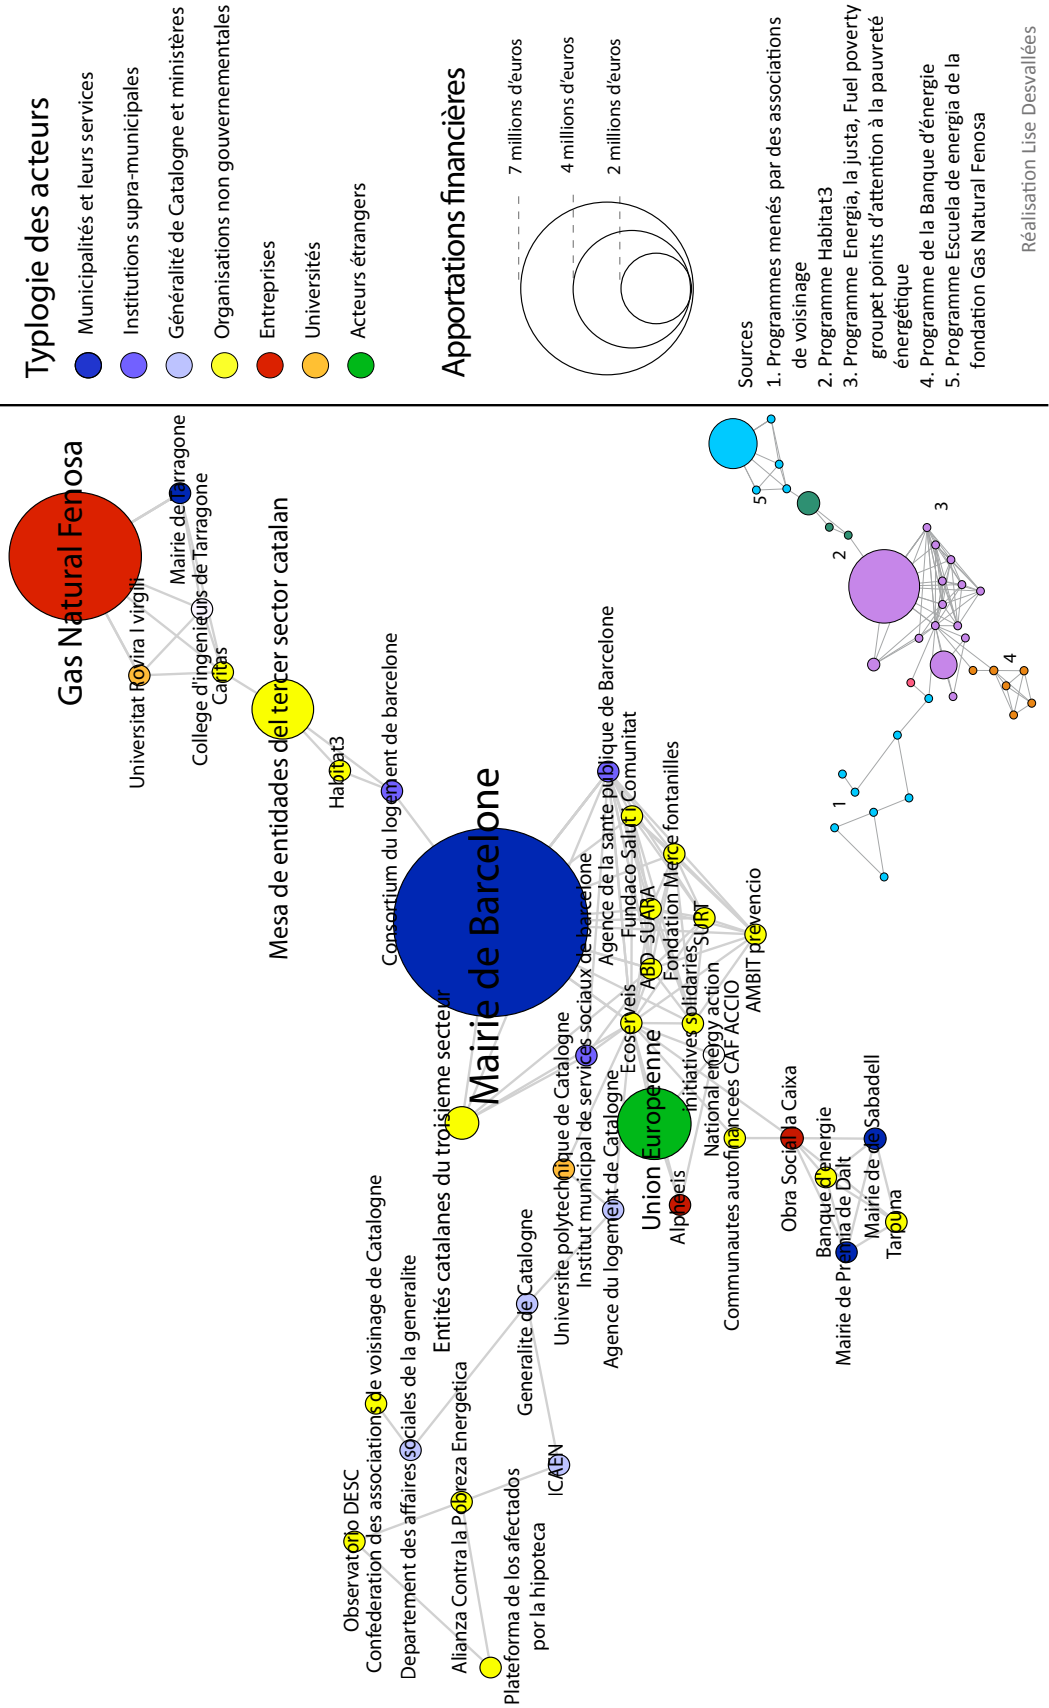 Observatorio DESC
Confederation des associations de voisinage de Catalogne
Departement des affaires sociales de la generalite
Alianza Contra la Pobreza Energética
Plateforma de los afectados
por la hipoteca
ICAEN
Generalite de Catalogne
Entités catalanes du troisieme secteur
Universite polytechnique de Catalogne
Institut municipal de services sociaux de barcelone
Agence du logement de Catalogne
Union Europeenne
Alpheeis
Ecoserveis
initiatives solidaries
National energy action
Communautes autofinancees CAF ACCIO
Obra Social la Caixa
Banque d'energie
Mairie de Premia de Dalt
Mairie de de Sabadell
Tarpuna
Mairie de Barcelone
Consortium du logement de barcelone
Habitat3
Mesa de entidades del tercer sector catalan
Agence de la sante publique de Barcelone
Fundaco Salut i Comunitat
ABD SUARA
Fondation Merce fontanilles
SURT
AMBIT prevencio
Gas Natural Fenosa
Universitat Rovira I virgili
Mairie de Tarragone
College d'ingenieurs de Tarragone
Caritas
1
2
3
4
5
Typlogie des acteurs
Municipalités et leurs services
Institutions supra-municipales
Généralité de Catalogne et ministères
Organisations non gouvernementales
Entreprises
Universités
Acteurs étrangers
Apportations financières
7 millions d'euros
4 millions d'euros
2 millions d'euros
Sources
1. Programmes menés par des associations
de voisinage
2. Programme Habitat3
3. Programme Energia, la justa, Fuel poverty
groupet points d'attention à la pauvreté
énergétique
4. Programme de la Banque d'énergie
5. Programme Escuela de energia de la
fondation Gas Natural Fenosa
Réalisation Lise Desvallées